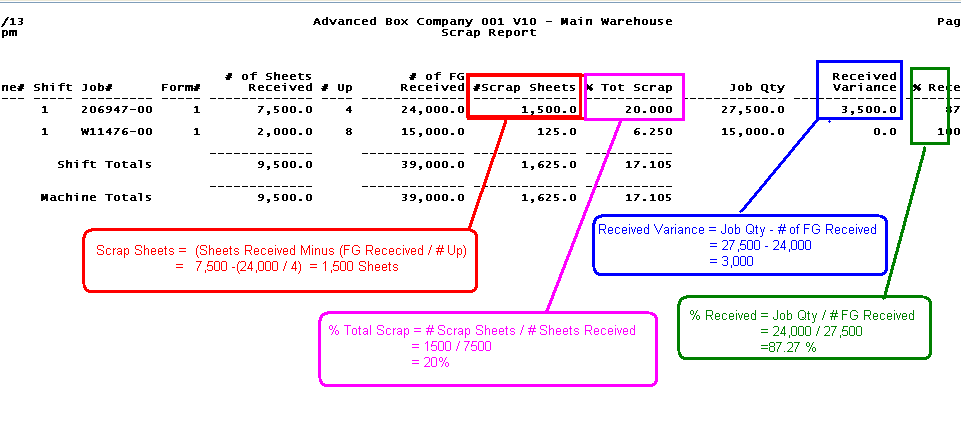 /13 Advanced Box Company 001 V10 - Main Warehouse Pag
pm Scrap Report
# of Sheets # of FG Received
ne# Shift Job# Form# Received # Up Received #Scrap Sheets % Tot Scrap Job Qty Variance % Rece
1 206947-00 1 7,500.0 4 24,000.0 1,500.0 20.000 27,500.0 3,500.0 87
1 W11476-00 1 2,000.0 8 15,000.0 125.0 6.250 15,000.0 0.0 100
Shift Totals 9,500.0 39,000.0 1,625.0 17.105
Machine Totals 9,500.0 39,000.0 1,625.0 17.105
Scrap Sheets = (Sheets Received Minus (FG Rececived / # Up)
= 7,500 -(24,000 / 4) = 1,500 Sheets
Received Variance = Job Qty - # of FG Received
= 27,500 - 24,000
= 3,000
% Total Scrap = # Scrap Sheets / # Sheets Received
= 1500 / 7500
= 20%
% Received = Job Qty / # FG Received
= 24,000 / 27,500
=87.27 %